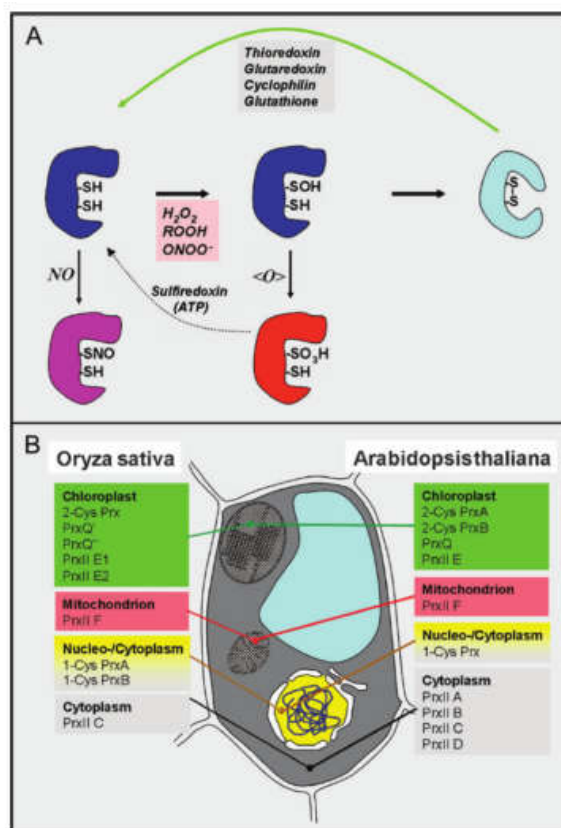 A
Thioredoxin
Glutaredoxin
Cyclophilin
Glutathione
-SH
-SH
-SOH
-SH
-S
-S
H₂O₂
ROOH
ONOO⁻
NO
<O>
Sulfiredoxin
(ATP)
-SNO
-SH
-SO₃H
-SH
B
Oryza sativa
Arabidopsisthaliana
Chloroplast
2-Cys Prx
PrxQ'
PrxQ''
PrxII E1
PrxII E2
Mitochondrion
PrxII F
Nucleo-/Cytoplasm
1-Cys PrxA
1-Cys PrxB
Cytoplasm
PrxII C
Chloroplast
2-Cys PrxA
2-Cys PrxB
PrxQ
PrxII E
Mitochondrion
PrxII F
Nucleo-/Cytoplasm
1-Cys Prx
Cytoplasm
PrxII A
PrxII B
PrxII C
PrxII D